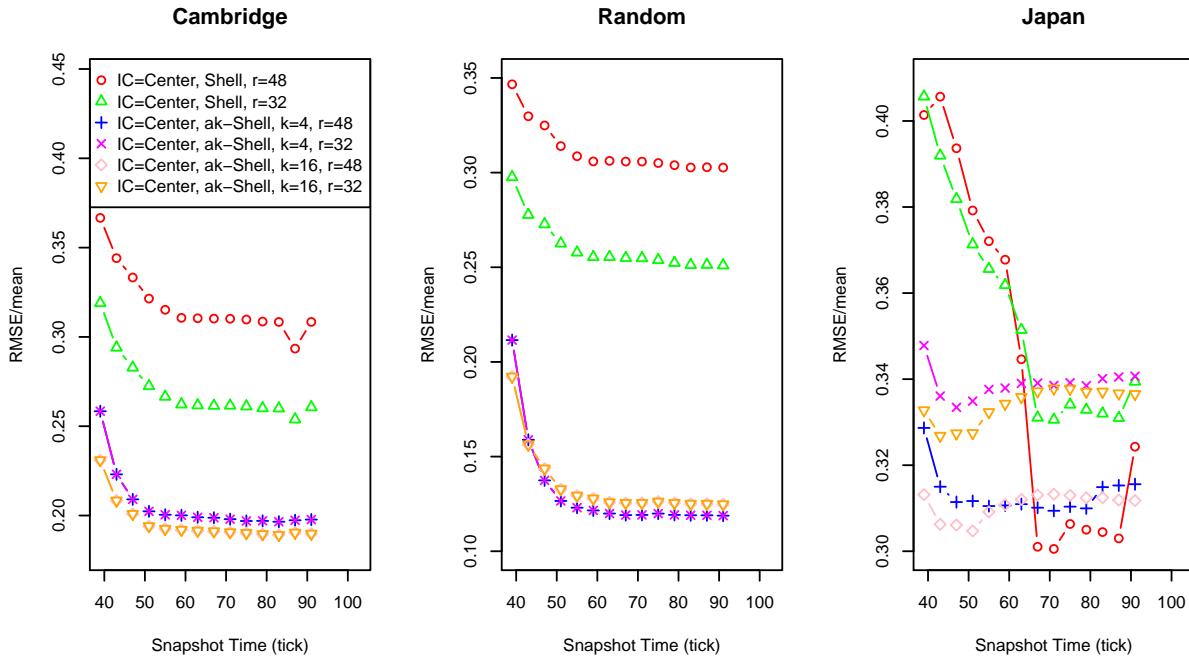 Cambridge
RMSE/mean
0.45
0.40
0.35
0.30
0.25
0.20
IC=Center, Shell, r=48
IC=Center, Shell, r=32
IC=Center, ak−Shell, k=4, r=48
IC=Center, ak−Shell, k=4, r=32
IC=Center, ak−Shell, k=16, r=48
IC=Center, ak−Shell, k=16, r=32
40 50 60 70 80 90 100
Snapshot Time (tick)
Random
RMSE/mean
0.35
0.30
0.25
0.20
0.15
0.10
40 50 60 70 80 90 100
Snapshot Time (tick)
Japan
RMSE/mean
0.40
0.38
0.36
0.34
0.32
0.30
40 50 60 70 80 90 100
Snapshot Time (tick)